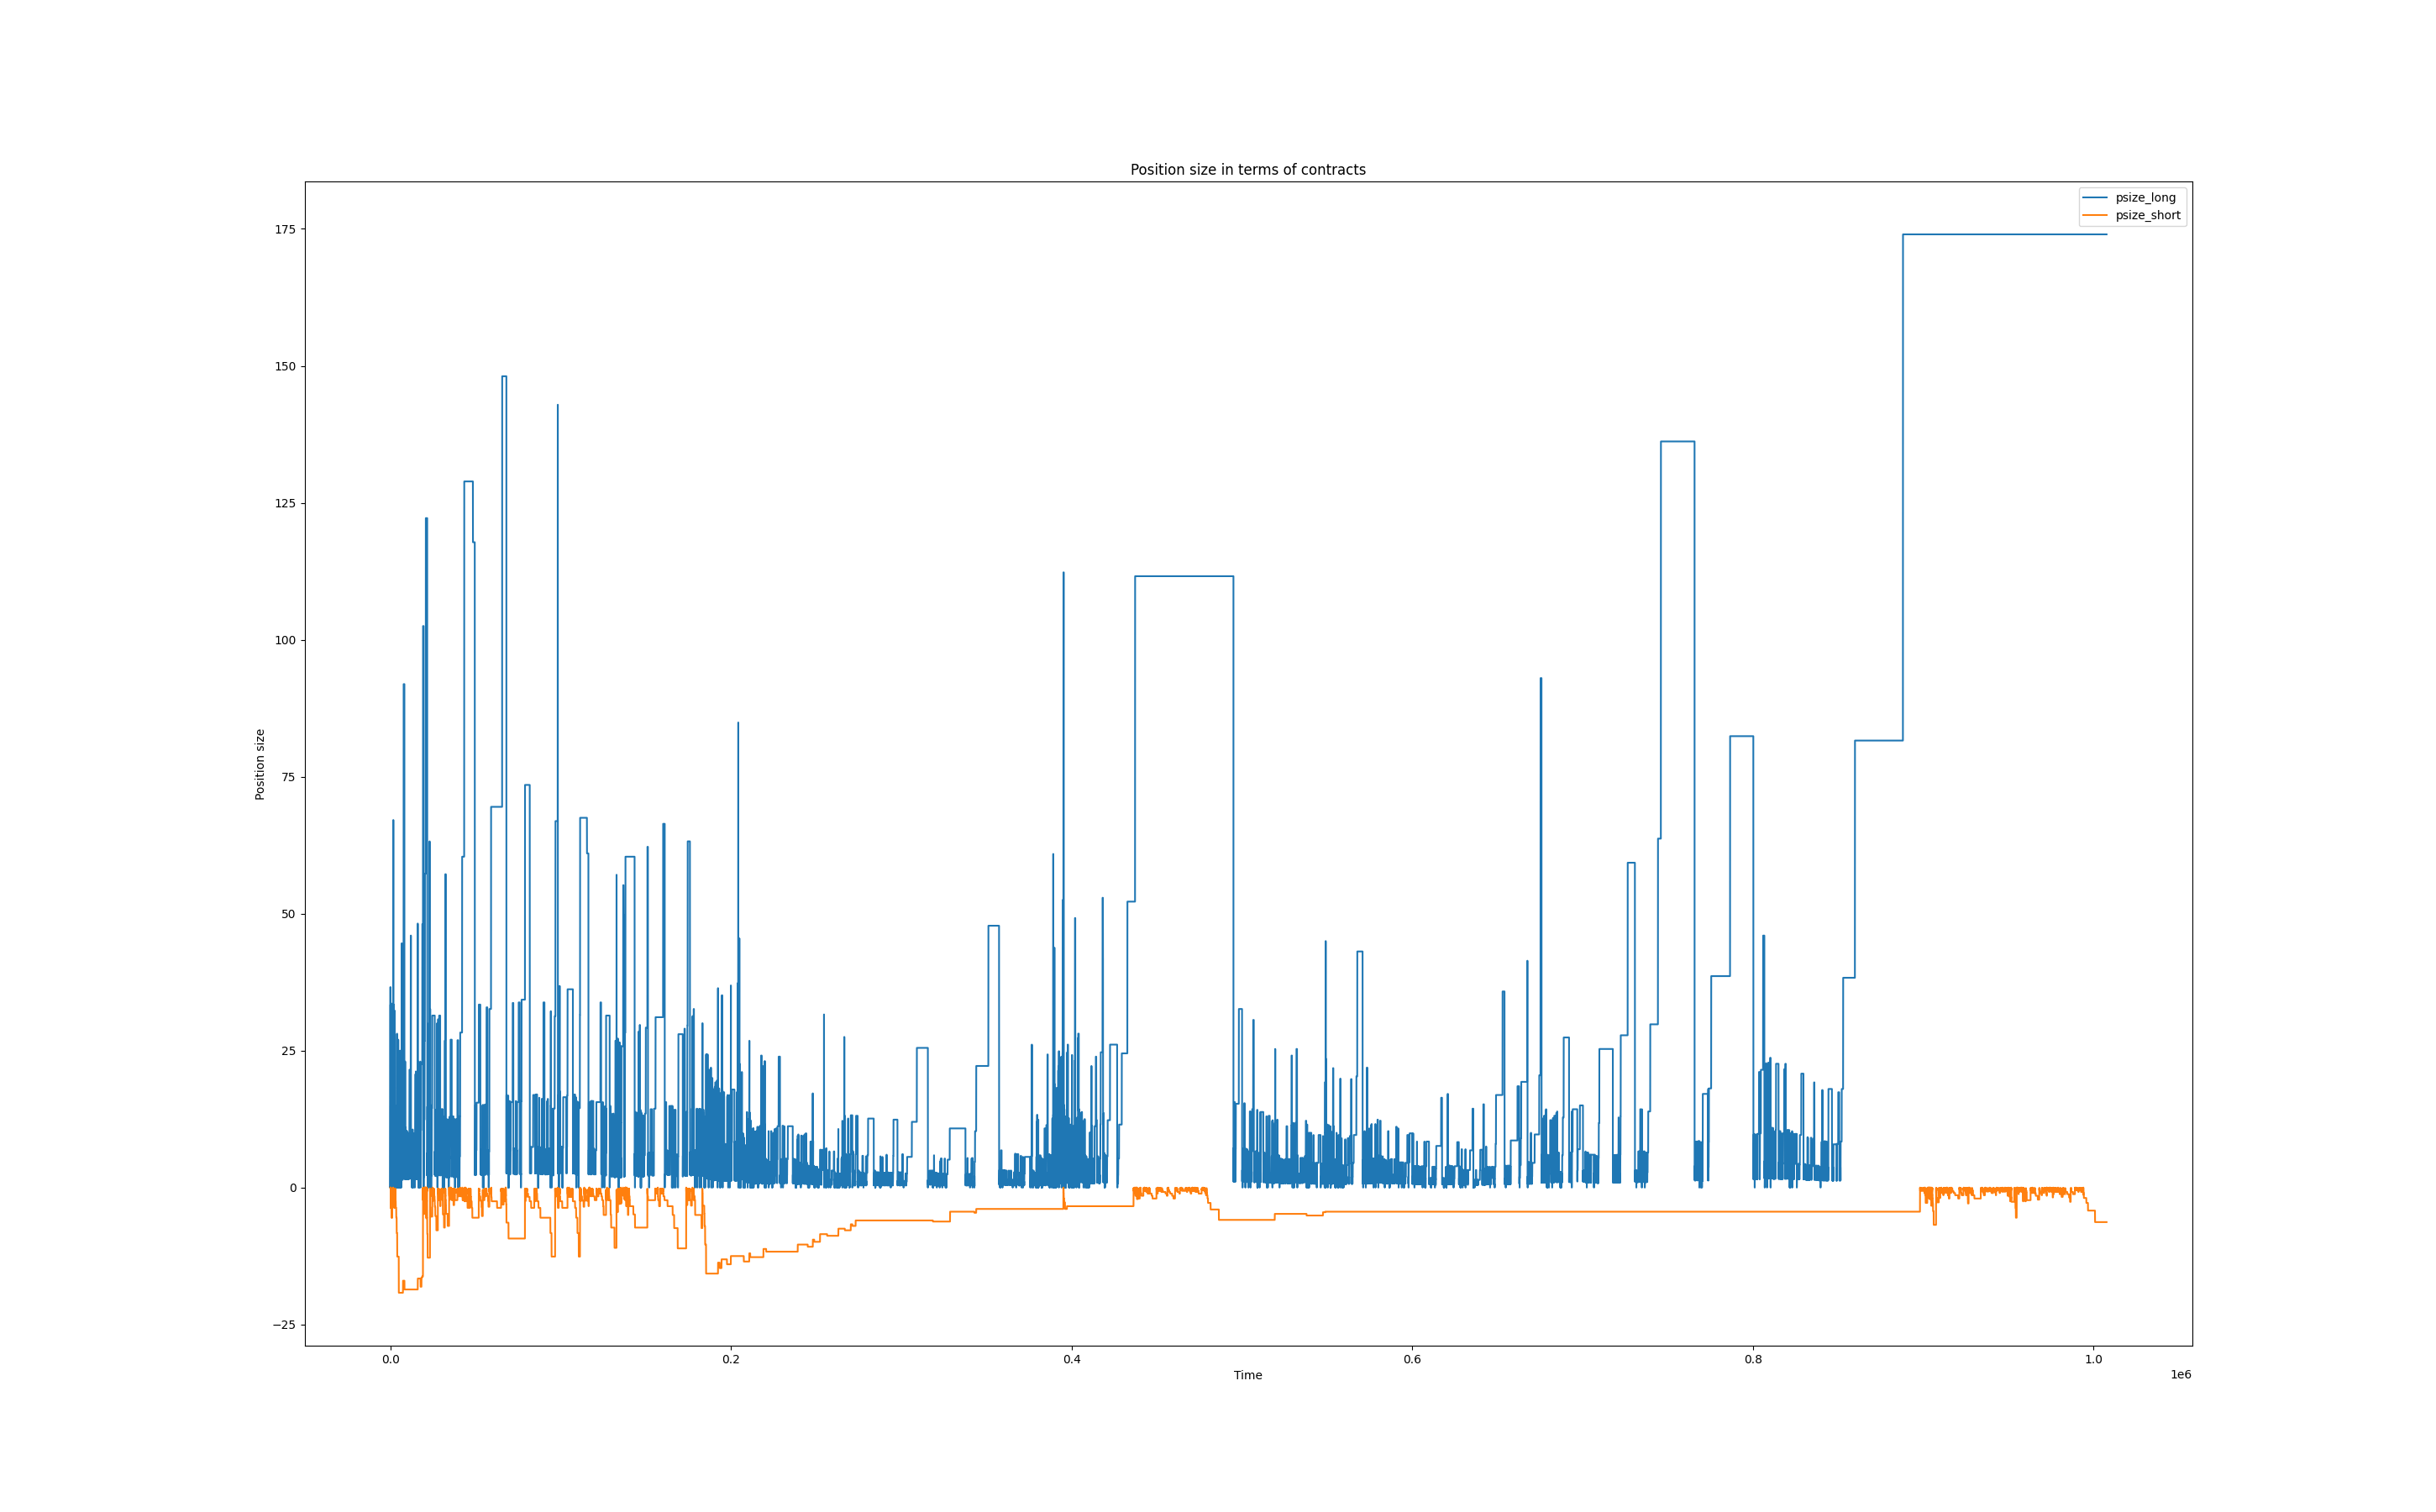 Position size in terms of contracts
psize_long
psize_short
175
150
125
100
75
50
25
0
−25
Position size
0.0 0.2 0.4 0.6 0.8 1.0
Time
1e6